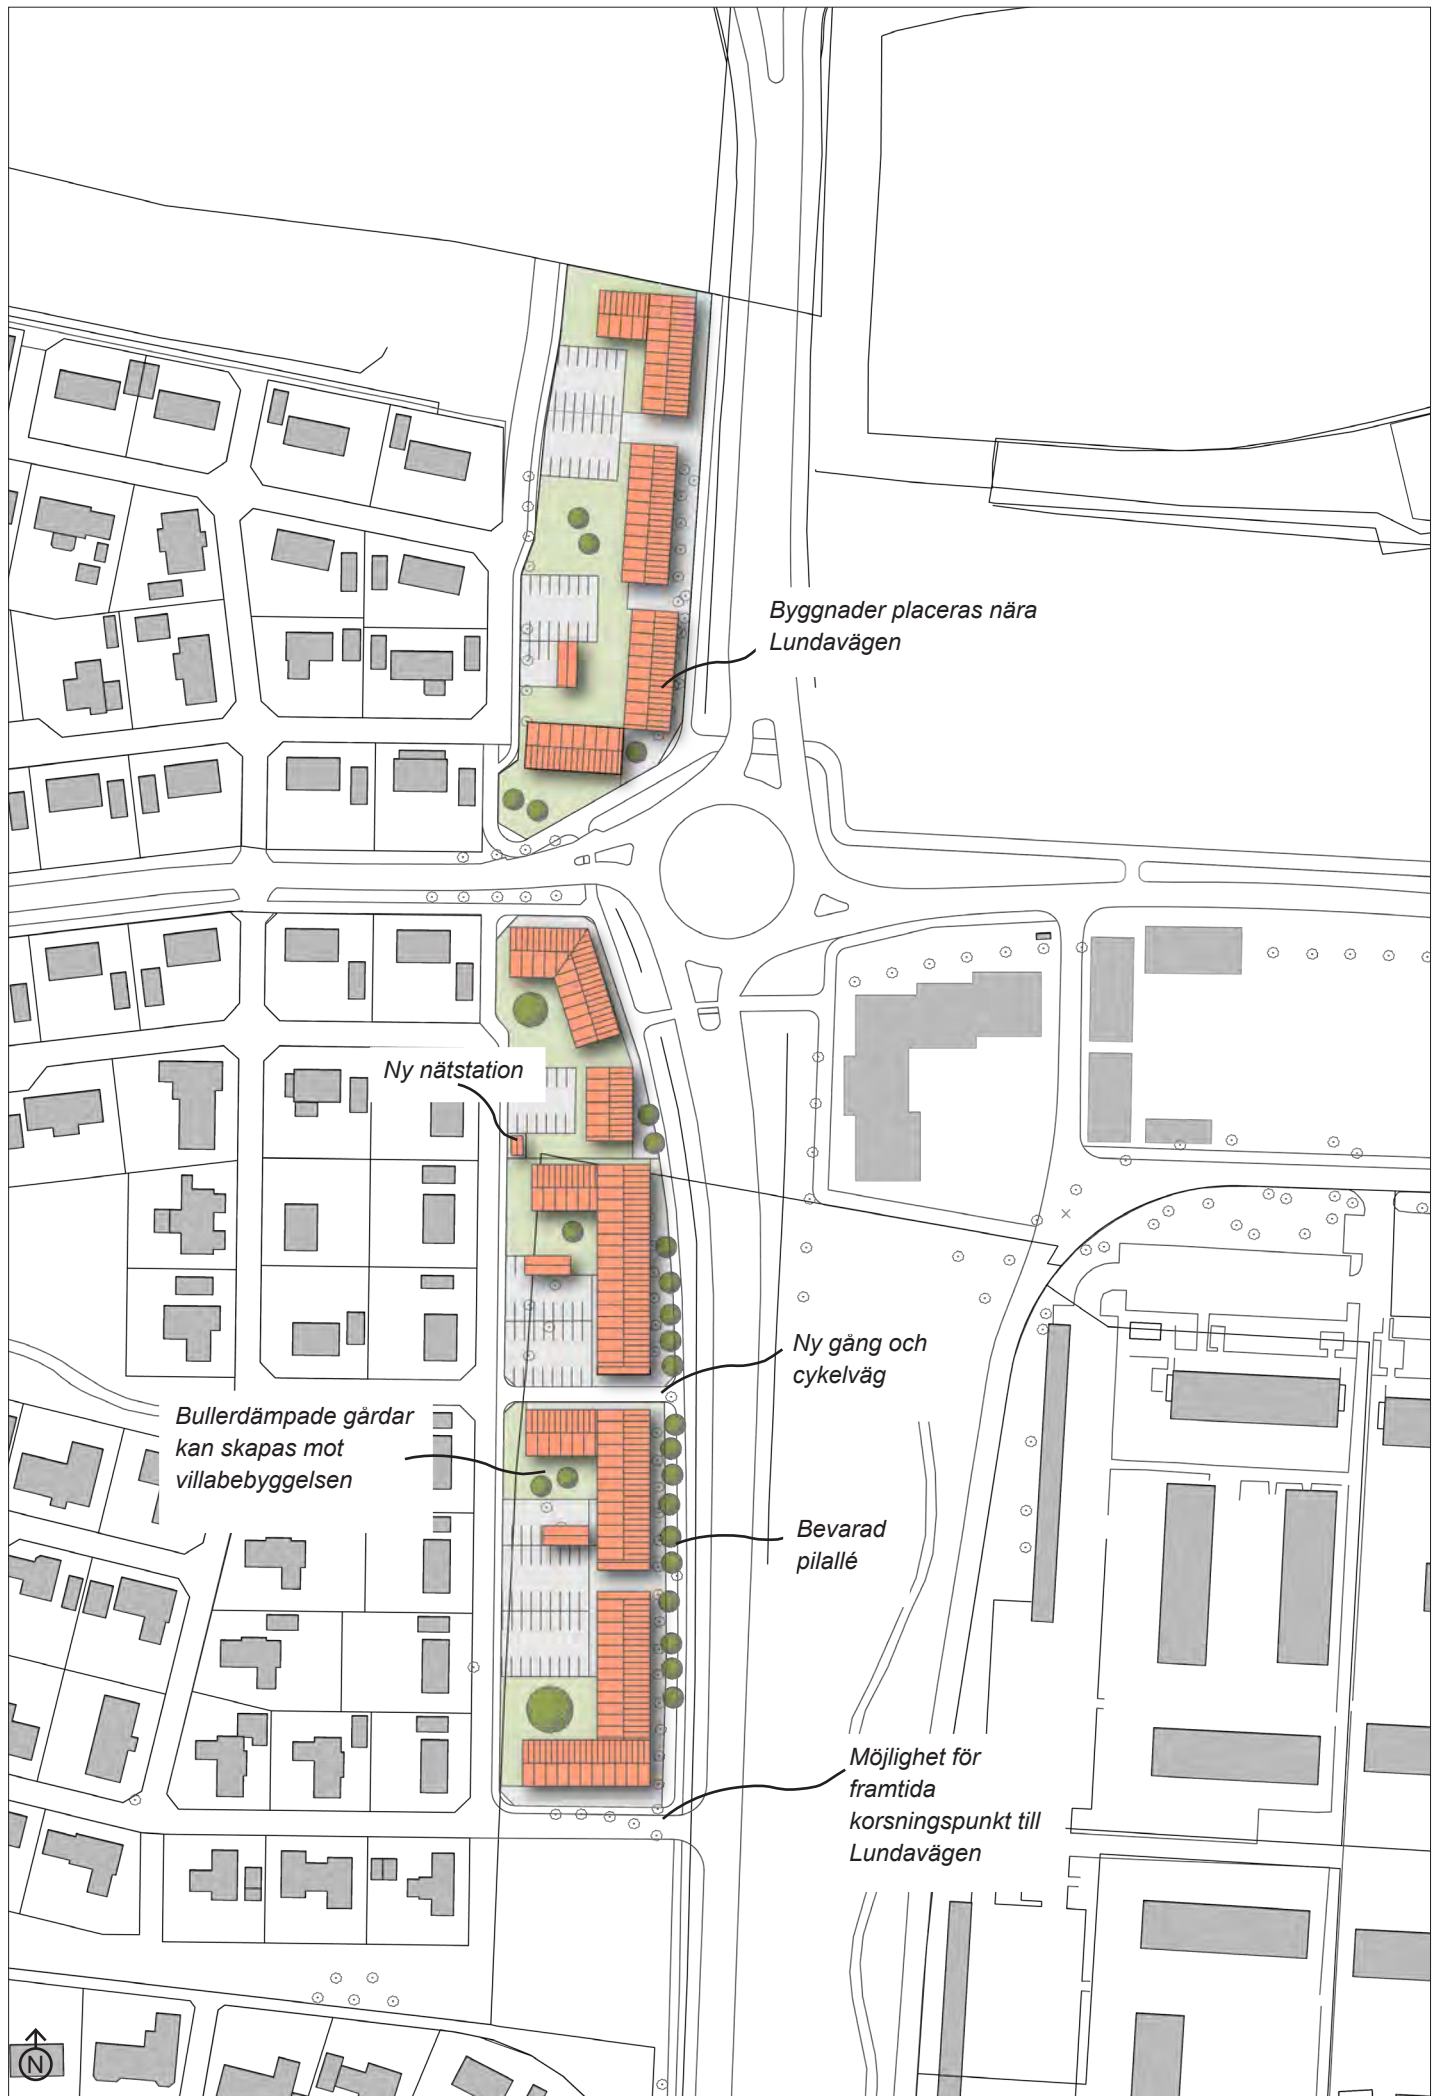 Byggnader placeras nära
Lundavägen
Ny nätstation
Ny gång och
cykelväg
Bullerdämpade gårdar
kan skapas mot
villabebyggelsen
Bevarad
pilallé
Möjlighet för
framtida
korsningspunkt till
Lundavägen
N